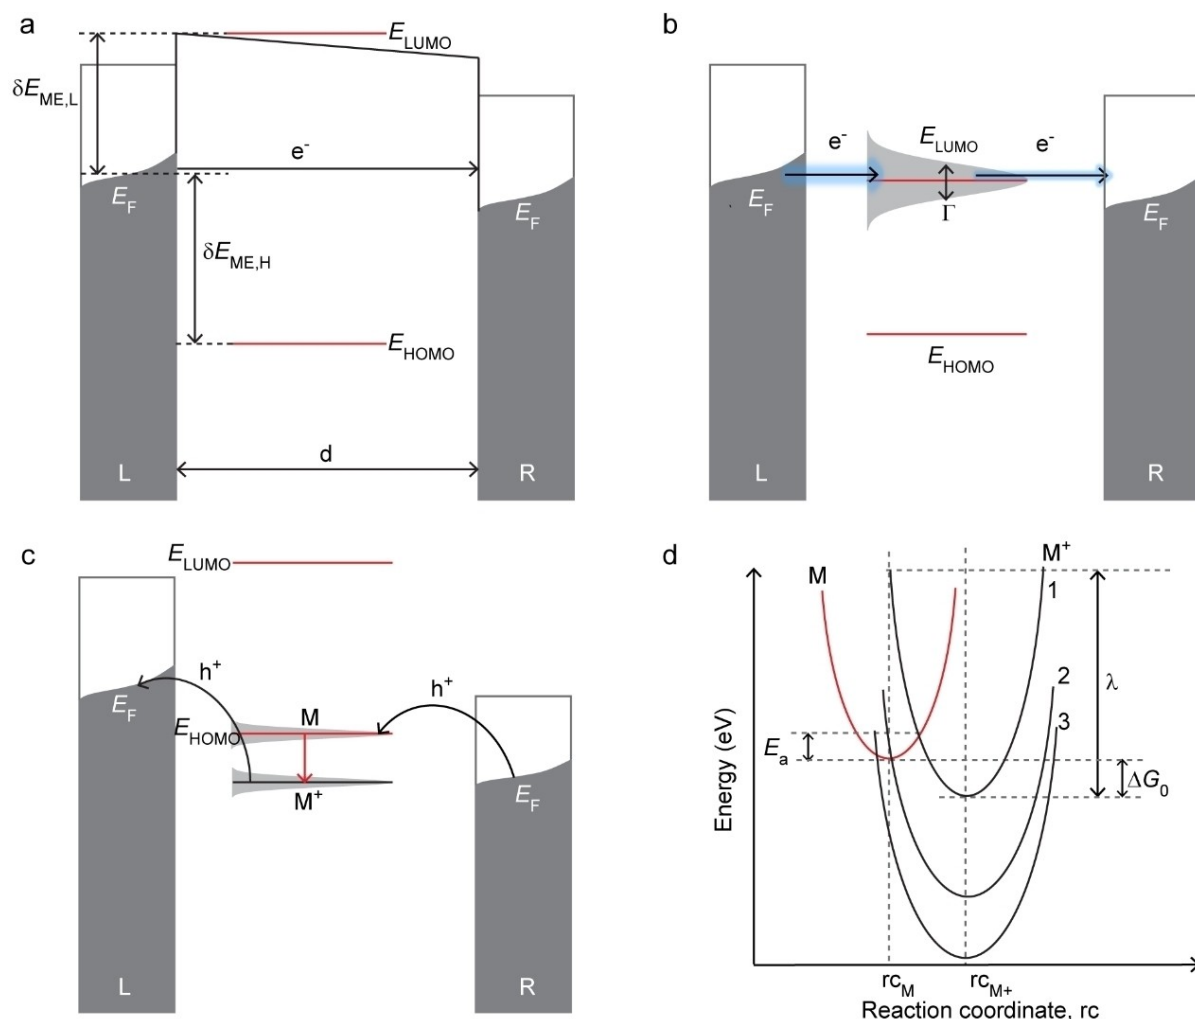 a
E_LUMO
δE_ME,L
e⁻
E_F
E_F
δE_ME,H
E_HOMO
d
L
R
b
e⁻
E_LUMO
e⁻
E_F
Γ
E_F
E_HOMO
L
R
c
E_LUMO
h⁺
h⁺
E_F
E_HOMO
M
M⁺
E_F
L
R
d
M
M⁺
1
2
3
λ
E_a
ΔG_0
Energy (eV)
rc_M
rc_M+
Reaction coordinate, rc